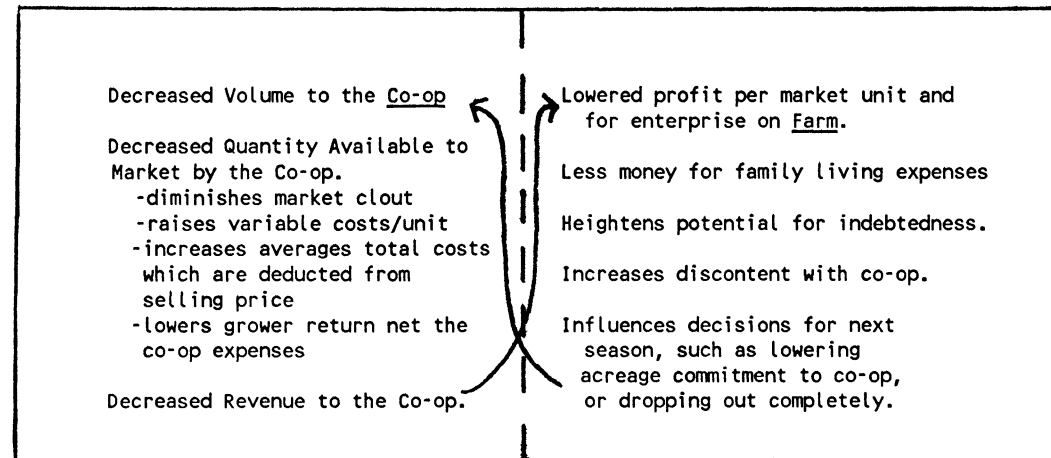 Decreased Volume to the Co-op
Decreased Quantity Available to
Market by the Co-op.
-diminishes market clout
-raises variable costs/unit
-increases averages total costs
which are deducted from
selling price
-lowers grower return net the
co-op expenses
Decreased Revenue to the Co-op.
Lowered profit per market unit and
for enterprise on Farm.
Less money for family living expenses
Heightens potential for indebtedness.
Increases discontent with co-op.
Influences decisions for next
season, such as lowering
acreage commitment to co-op,
or dropping out completely.